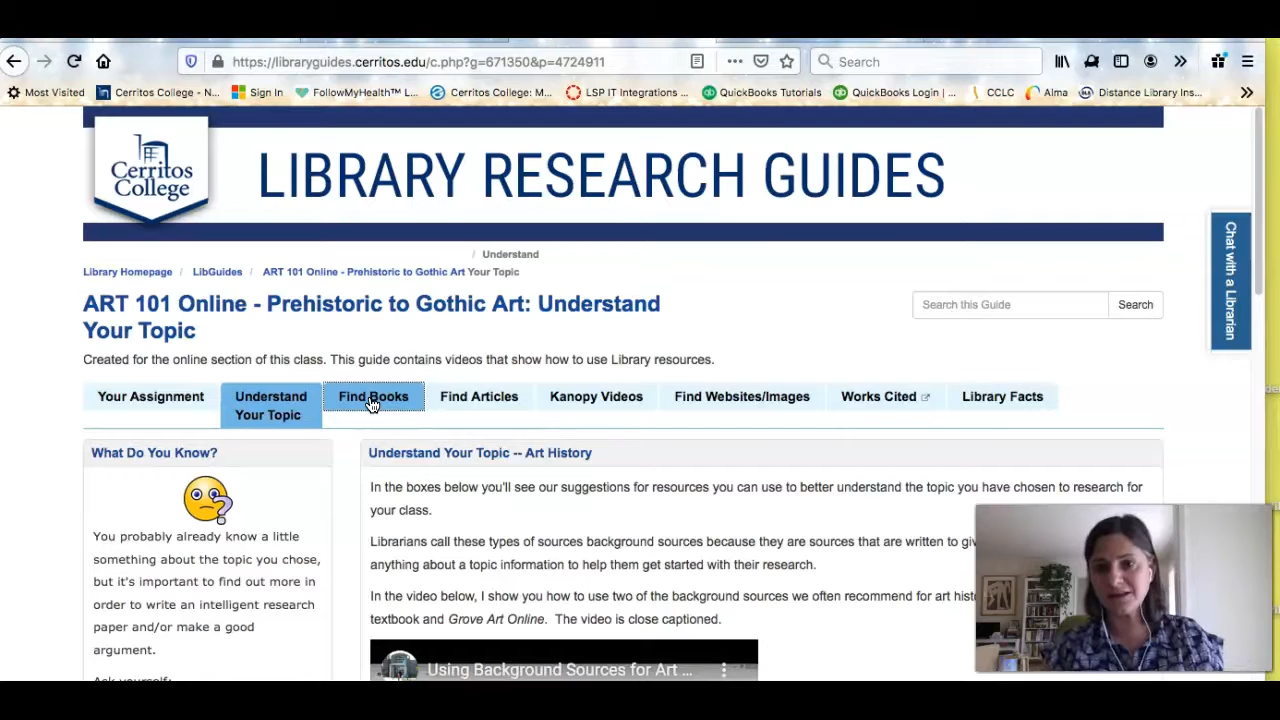 https://libraryguides.cerritos.edu/c.php?g=671350&p=4724911
Search
Most Visited
Cerritos College - N...
Sign In
FollowMyHealth™ L...
Cerritos College: M...
LSP IT Integrations ...
QuickBooks Tutorials
QuickBooks Login | ...
CCLC
Alma
Distance Library Ins...
Cerritos
College
LIBRARY RESEARCH GUIDES
Chat with a Librarian
/ Understand
Library Homepage / LibGuides / ART 101 Online - Prehistoric to Gothic Art Your Topic
ART 101 Online - Prehistoric to Gothic Art: Understand
Your Topic
Search this Guide
Search
Created for the online section of this class. This guide contains videos that show how to use Library resources.
Your Assignment
Understand
Your Topic
Find Books
Find Articles
Kanopy Videos
Find Websites/Images
Works Cited
Library Facts
What Do You Know?
You probably already know a little
something about the topic you chose,
but it's important to find out more in
order to write an intelligent research
paper and/or make a good
argument.
Ask yourself:
Understand Your Topic -- Art History
In the boxes below you'll see our suggestions for resources you can use to better understand the topic you have chosen to research for
your class.
Librarians call these types of sources background sources because they are sources that are written to
anything about a topic information to help them get started with their research.
In the video below, I show you how to use two of the background sources we often recommend for art
textbook and Grove Art Online. The video is close captioned.
Using Background Sources for Art ...